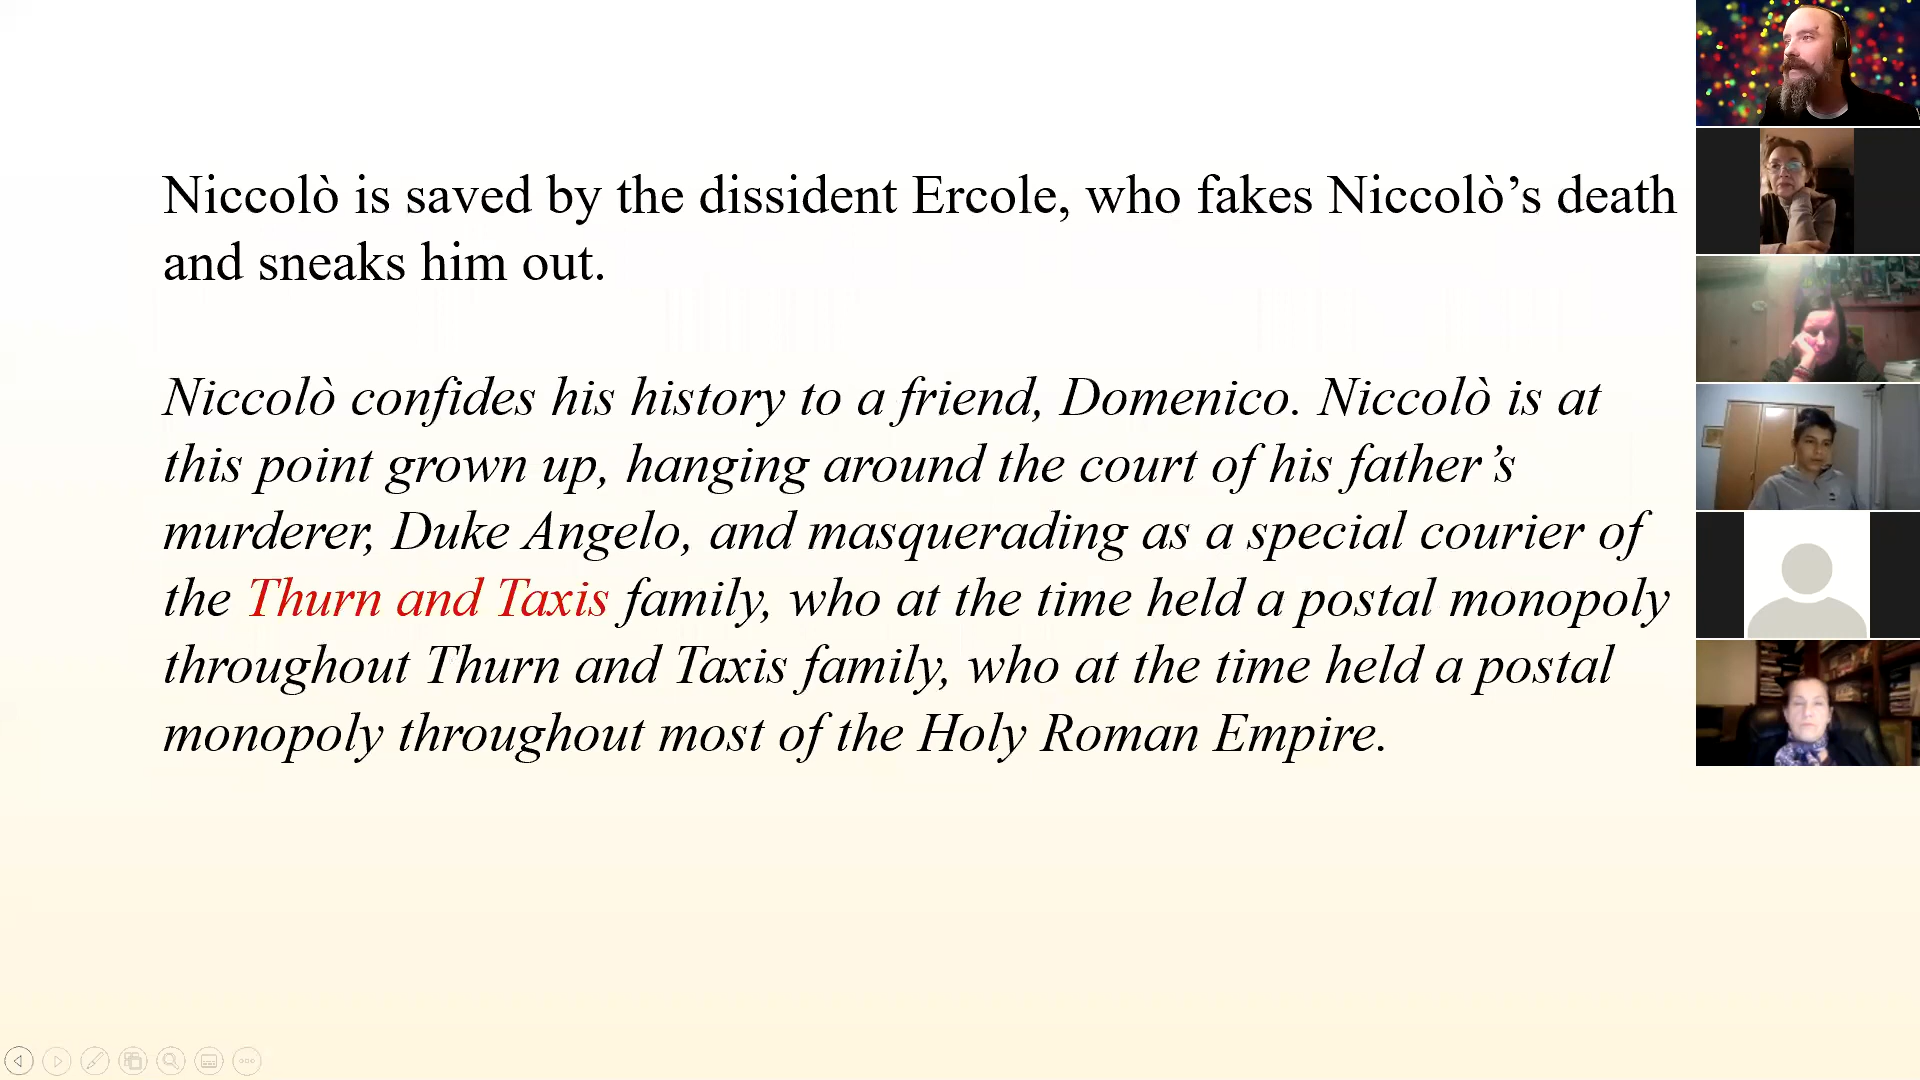 Niccolò is saved by the dissident Ercole, who fakes Niccolò’s death
and sneaks him out.
Niccolò confides his history to a friend, Domenico. Niccolò is at
this point grown up, hanging around the court of his father’s
murderer, Duke Angelo, and masquerading as a special courier of
the Thurn and Taxis family, who at the time held a postal monopoly
throughout Thurn and Taxis family, who at the time held a postal
monopoly throughout most of the Holy Roman Empire.